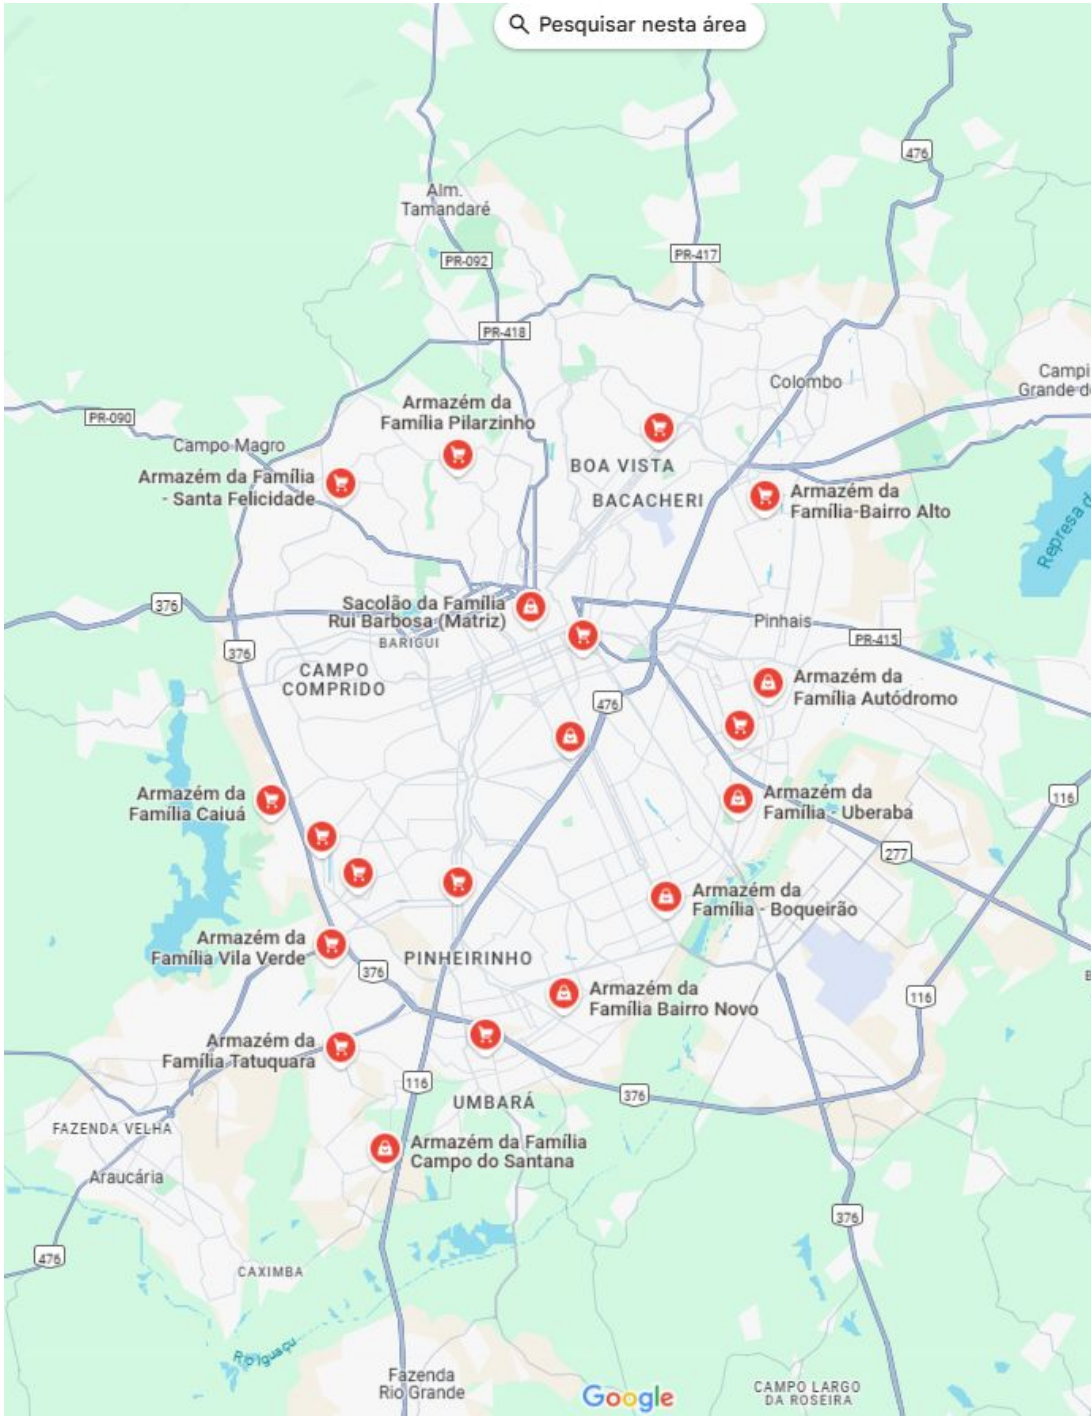 Pesquisar nesta área
476
Alm.
Tamandaré
PR-092
PR-417
PR-418
Colombo
Campi
Grande d
PR-090
Armazém da
Família Pilarzinho
Campo Magro
BOA VISTA
Armazém da Família
- Santa Felicidade
BACACHERI
Armazém da
Família-Bairro Alto
Represa d
376
Sacolão da Família
Rui Barbosa (Matriz)
Pinhais
PR-415
BARIGUI
376
CAMPO
COMPRIDO
Armazém da
Família Autódromo
476
Armazém da
Família Caiuá
Armazém da
Família - Uberaba
116
277
Armazém da
Família - Boqueirão
Armazém da
Família Vila Verde
PINHEIRINHO
376
Armazém da
Família Bairro Novo
116
Armazém da
Família Tatuquara
116
376
UMBARÁ
FAZENDA VELHA
Armazém da Família
Campo do Santana
Araucária
376
476
CAXIMBA
Rio Iguaçu
Fazenda
Rio Grande
Google
CAMPO LARGO
DA ROSEIRA